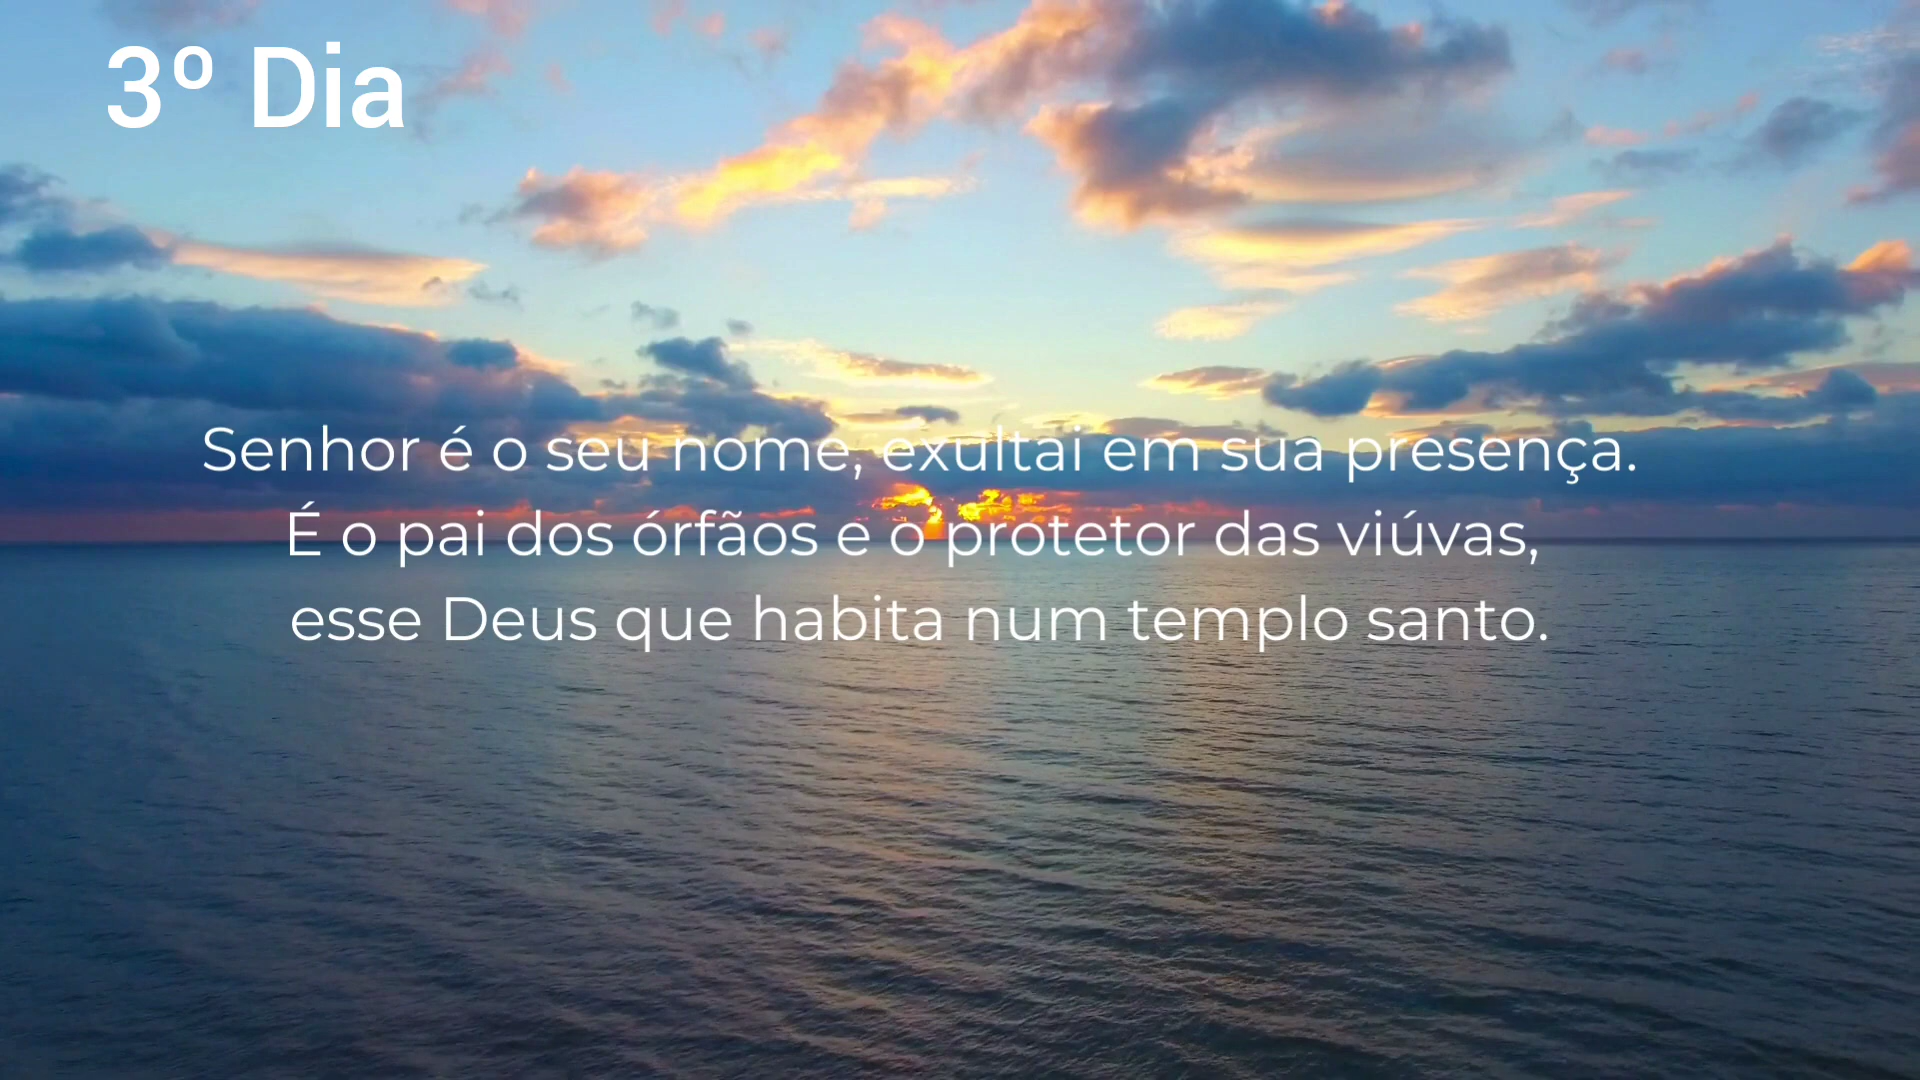 3º Dia
Senhor é o seu nome, exultai em sua presença.
É o pai dos órfãos e o protetor das viúvas,
esse Deus que habita num templo santo.